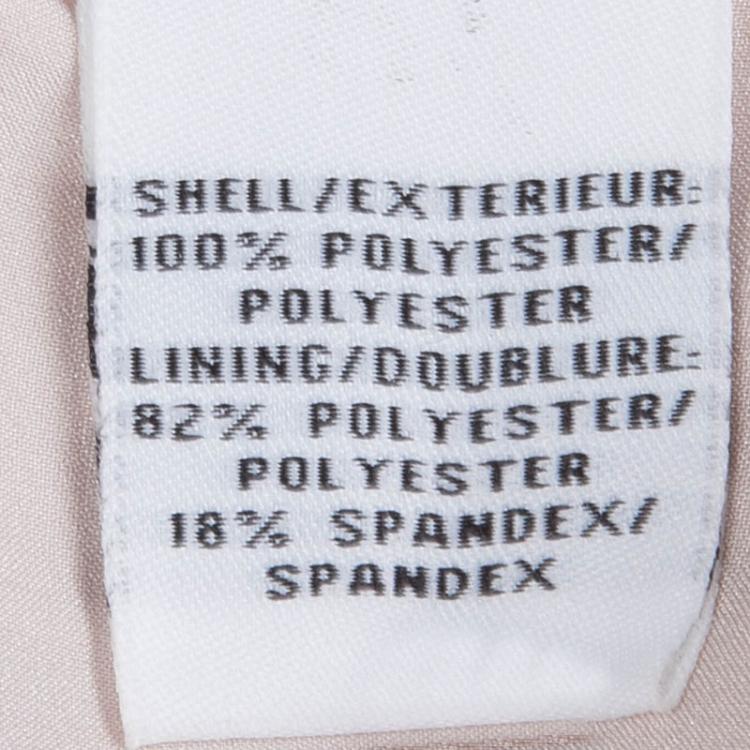 SHELL/EXTERIEUR:
100% POLYESTER/
POLYESTER
LINING/DOUBLURE:
82% POLYESTER/
POLYESTER
18% SPANDEX/
SPANDEX